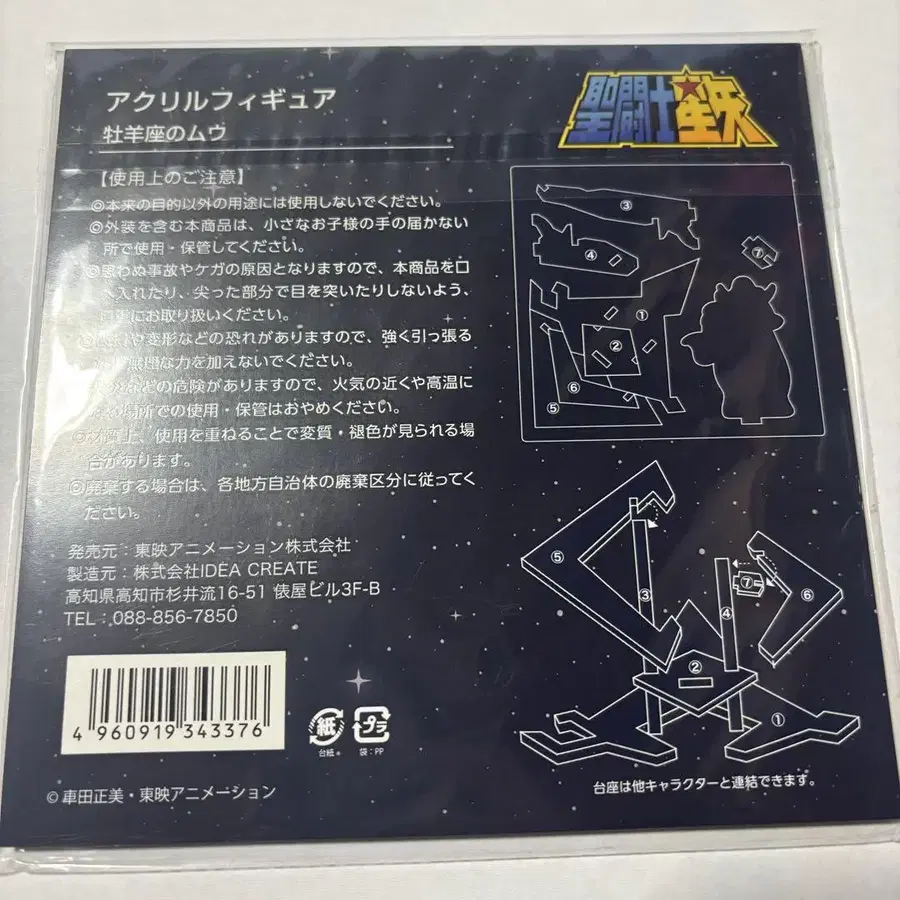 アクリルフィギュア
牡羊座のムウ
聖闘士星矢
【使用上のご注意】
◎本来の目的以外の用途には使用しないでください。
◎外装を含む本商品は、小さなお子様の手の届かない
所で使用・保管してください。
思わぬ事故やケガの原因となりますので、本商品を口
へ入れたり、尖った部分で目を突いたりしないよう、
にお取り扱いください。
や変形などの恐れがありますので、強く引っ張る
無理な力を加えないでください。
などの危険がありますので、火気の近くや高温に
場所での使用・保管はおやめください。
◎材質上、使用を重ねることで変質・褪色が見られる場
合があります。
◎廃棄する場合は、各地方自治体の廃棄区分に従ってく
ださい。
発売元：東映アニメーション株式会社
製造元：株式会社IDEA CREATE
高知県高知市杉井流16-51 俵屋ビル3F-B
TEL：088-856-7850
4 960919 343376
紙
台紙
プラ
袋：PP
©車田正美・東映アニメーション
③
④
⑦
①
②
⑥
⑤
⑤
③
⑦
④
⑥
②
①
台座は他キャラクターと連結できます。